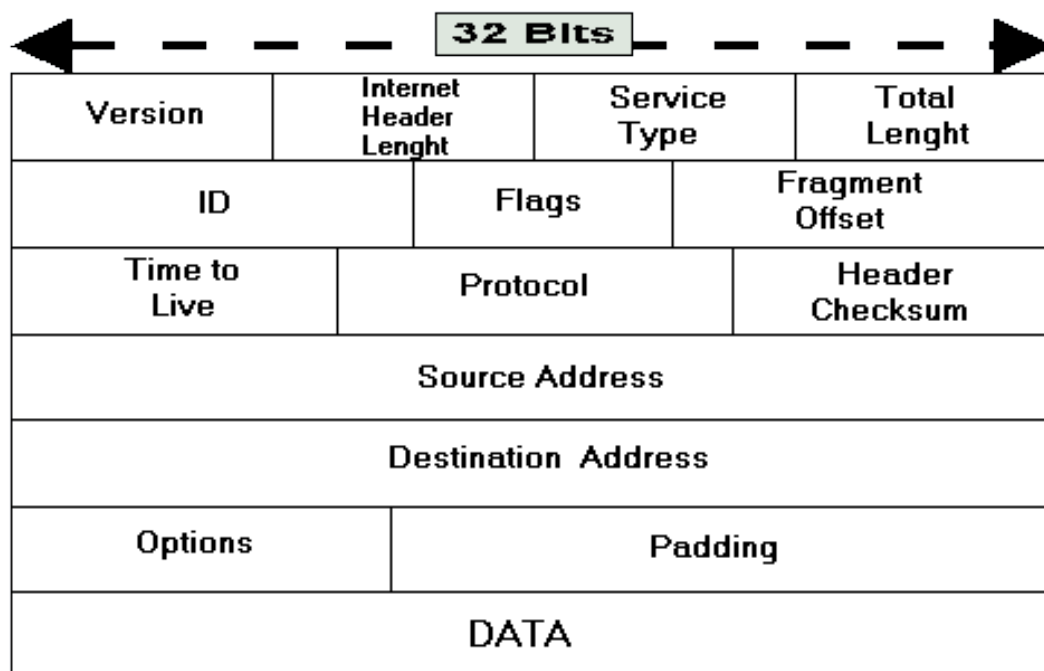 32 BIts
Version
Internet
Header
Lenght
Service
Type
Total
Lenght
ID
Flags
Fragment
Offset
Time to
Live
Protocol
Header
Checksum
Source Address
Destination Address
Options
Padding
DATA